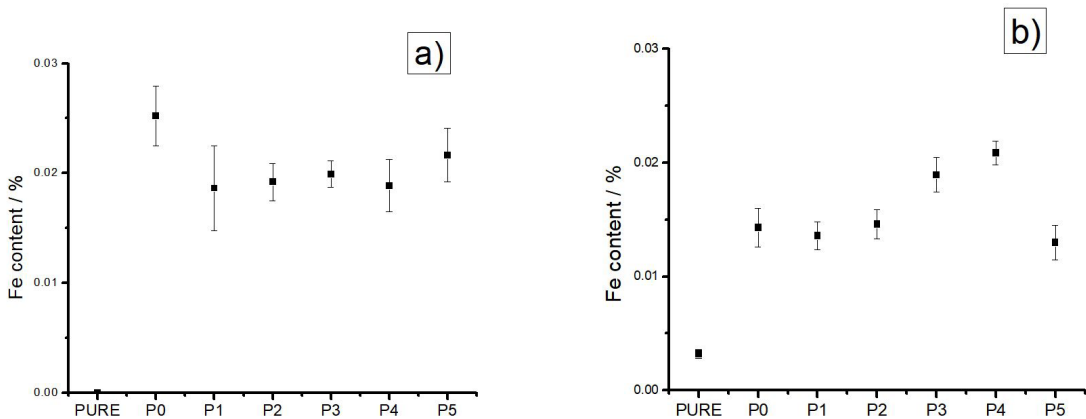 a)
Fe content / %
0.03
0.02
0.01
0.00
PURE P0 P1 P2 P3 P4 P5
b)
Fe content / %
0.03
0.02
0.01
0.00
PURE P0 P1 P2 P3 P4 P5